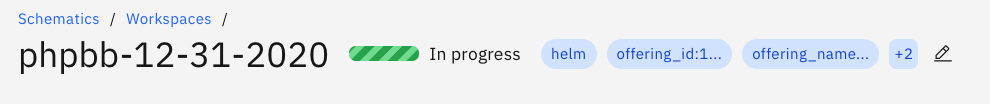 Schematics / Workspaces /
phpbb-12-31-2020 In progress helm offering_id:1... offering_name... +2